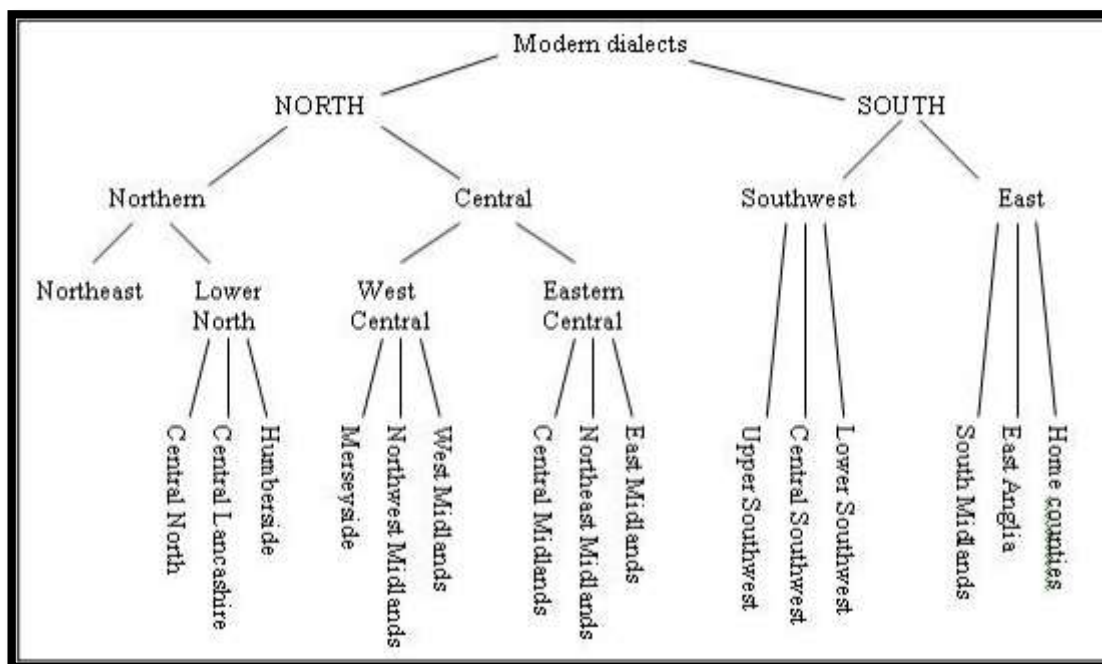 Modern dialects
NORTH
SOUTH
Northern
Central
Southwest
East
Northeast
Lower
North
West
Central
Eastern
Central
Central North
Central Lancashire
Humberside
Merseyside
Northwest Midlands
West Midlands
Central Midlands
Northeast Midlands
East Midlands
Upper Southwest
Central Southwest
Lower Southwest
South Midlands
East Anglia
Home counties